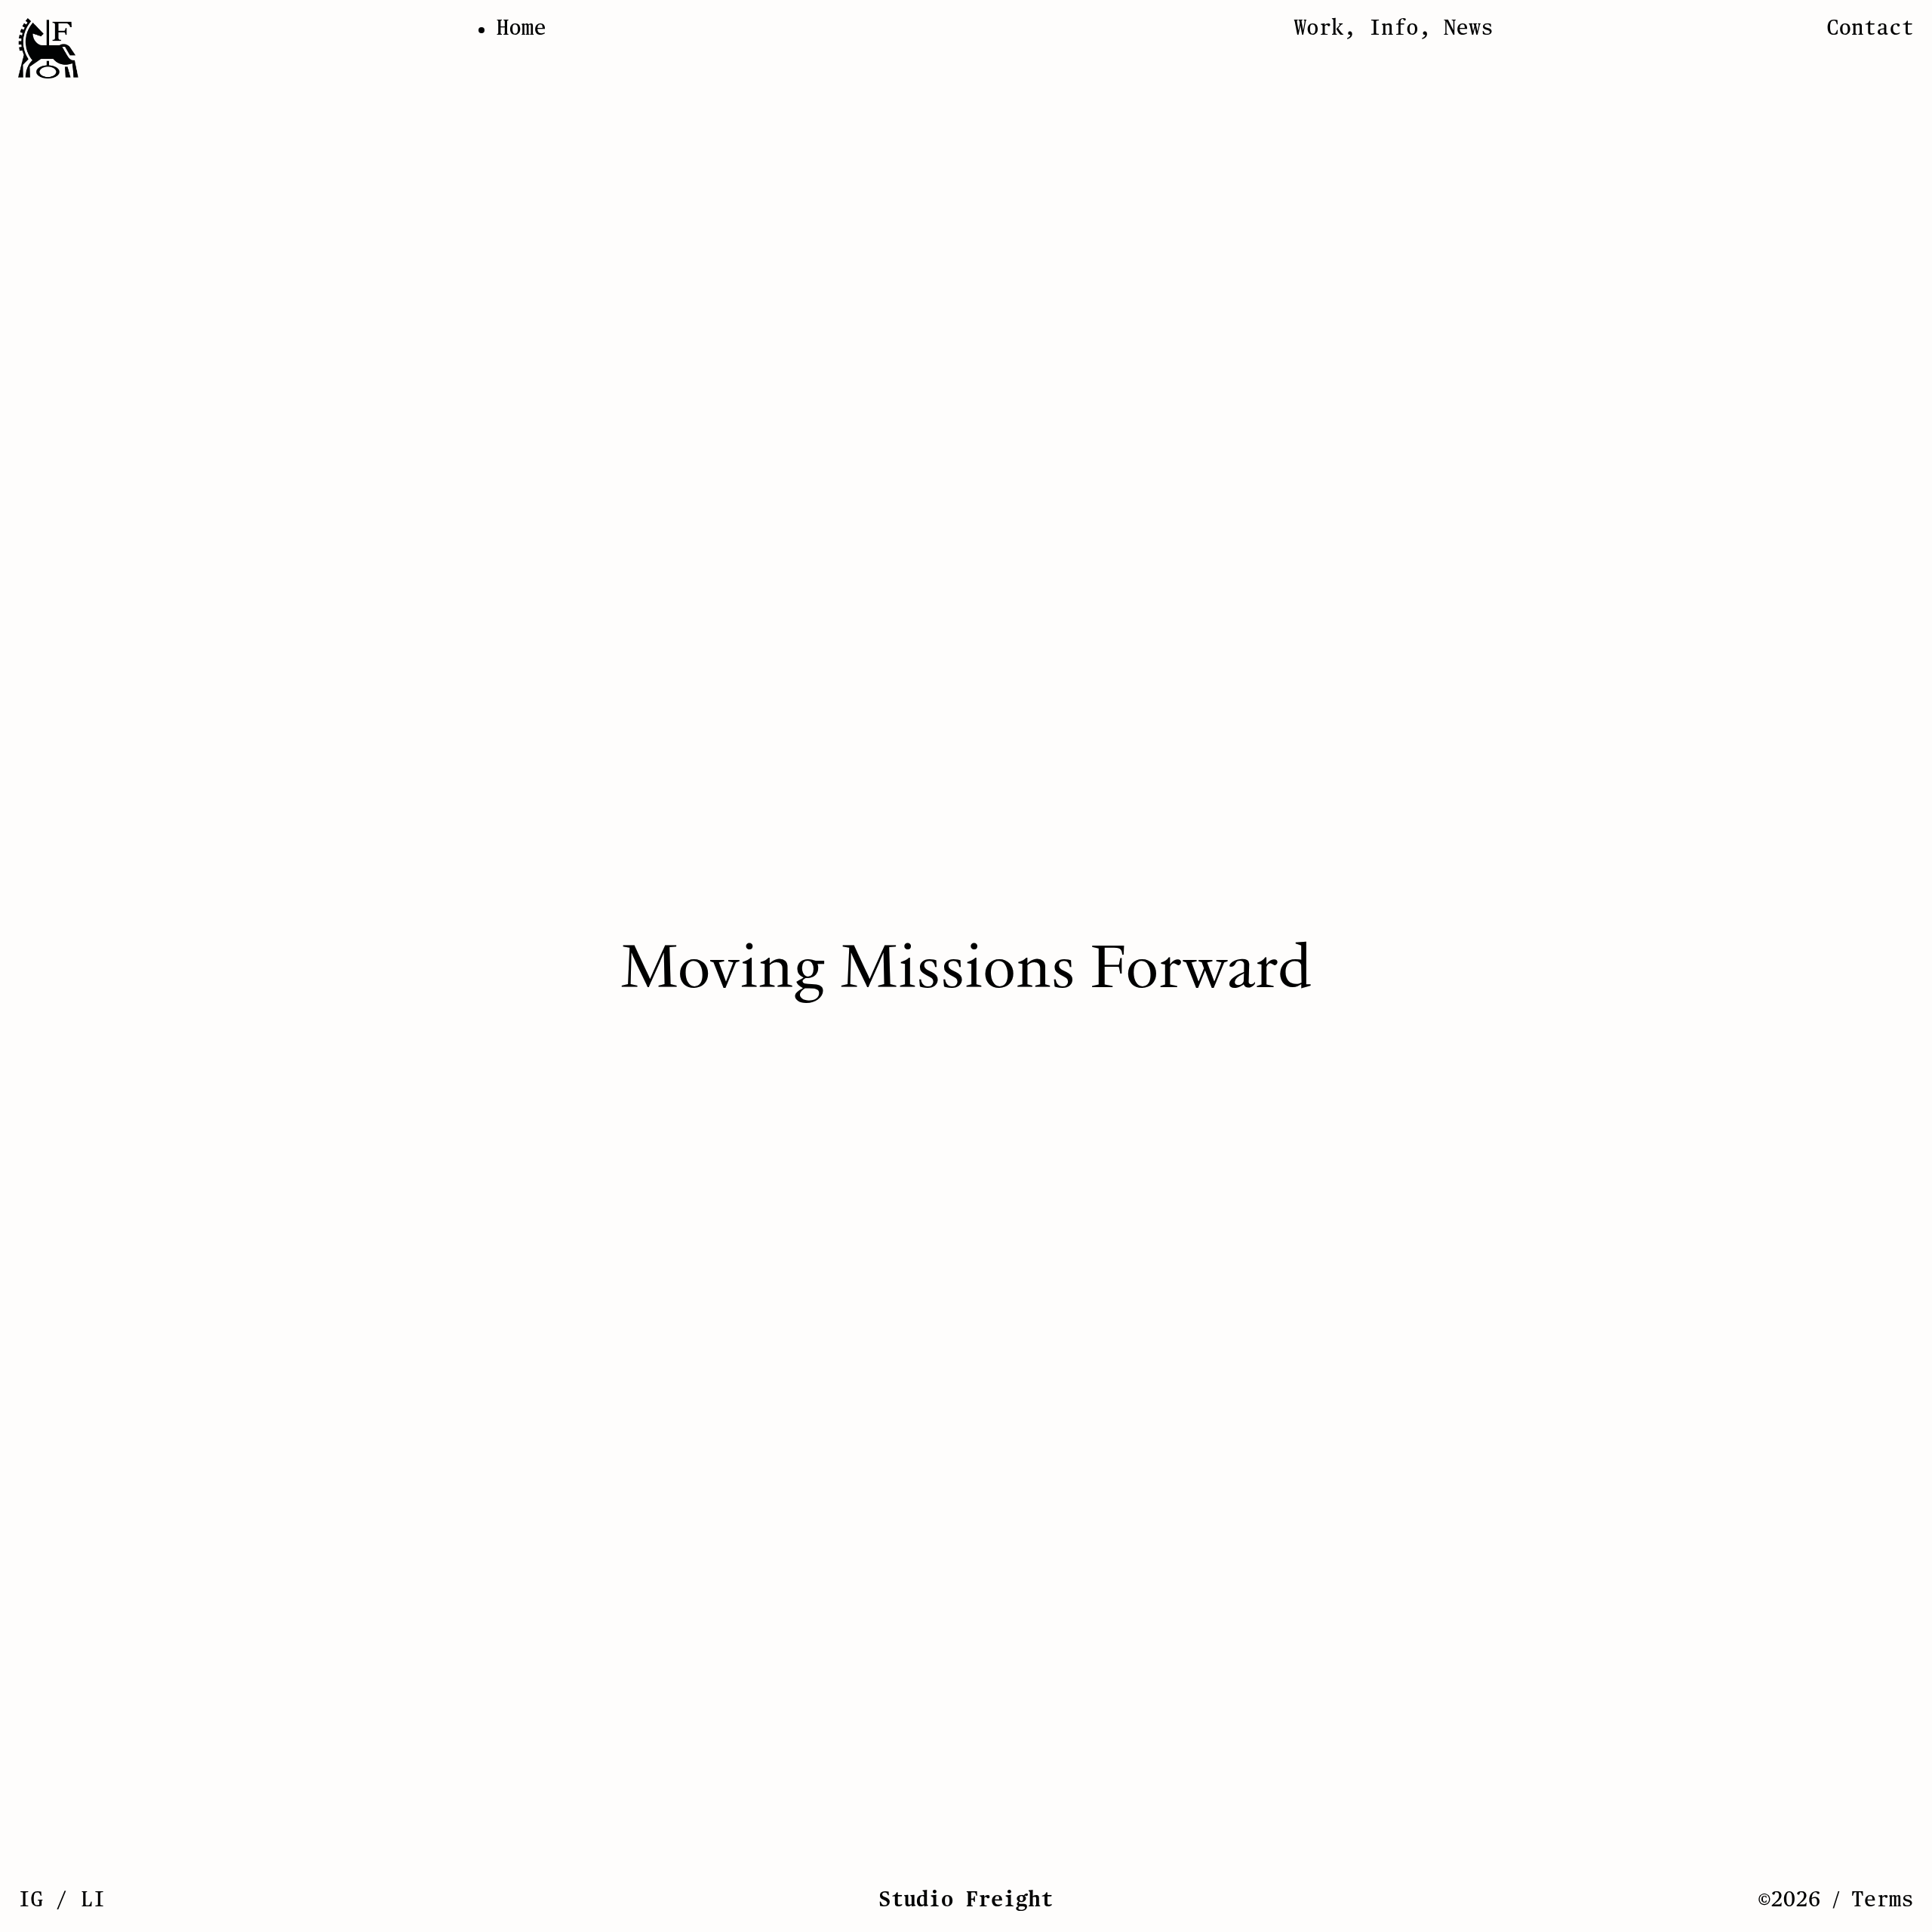 F
• Home
Work, Info, News
Contact
Moving Missions Forward
IG / LI
Studio Freight
©2026 / Terms